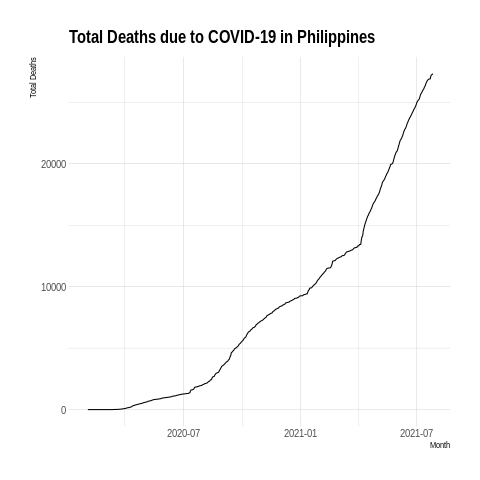 Total Deaths due to COVID-19 in Philippines
Total Deaths
20000
10000
0
2020-07
2021-01
2021-07
Month